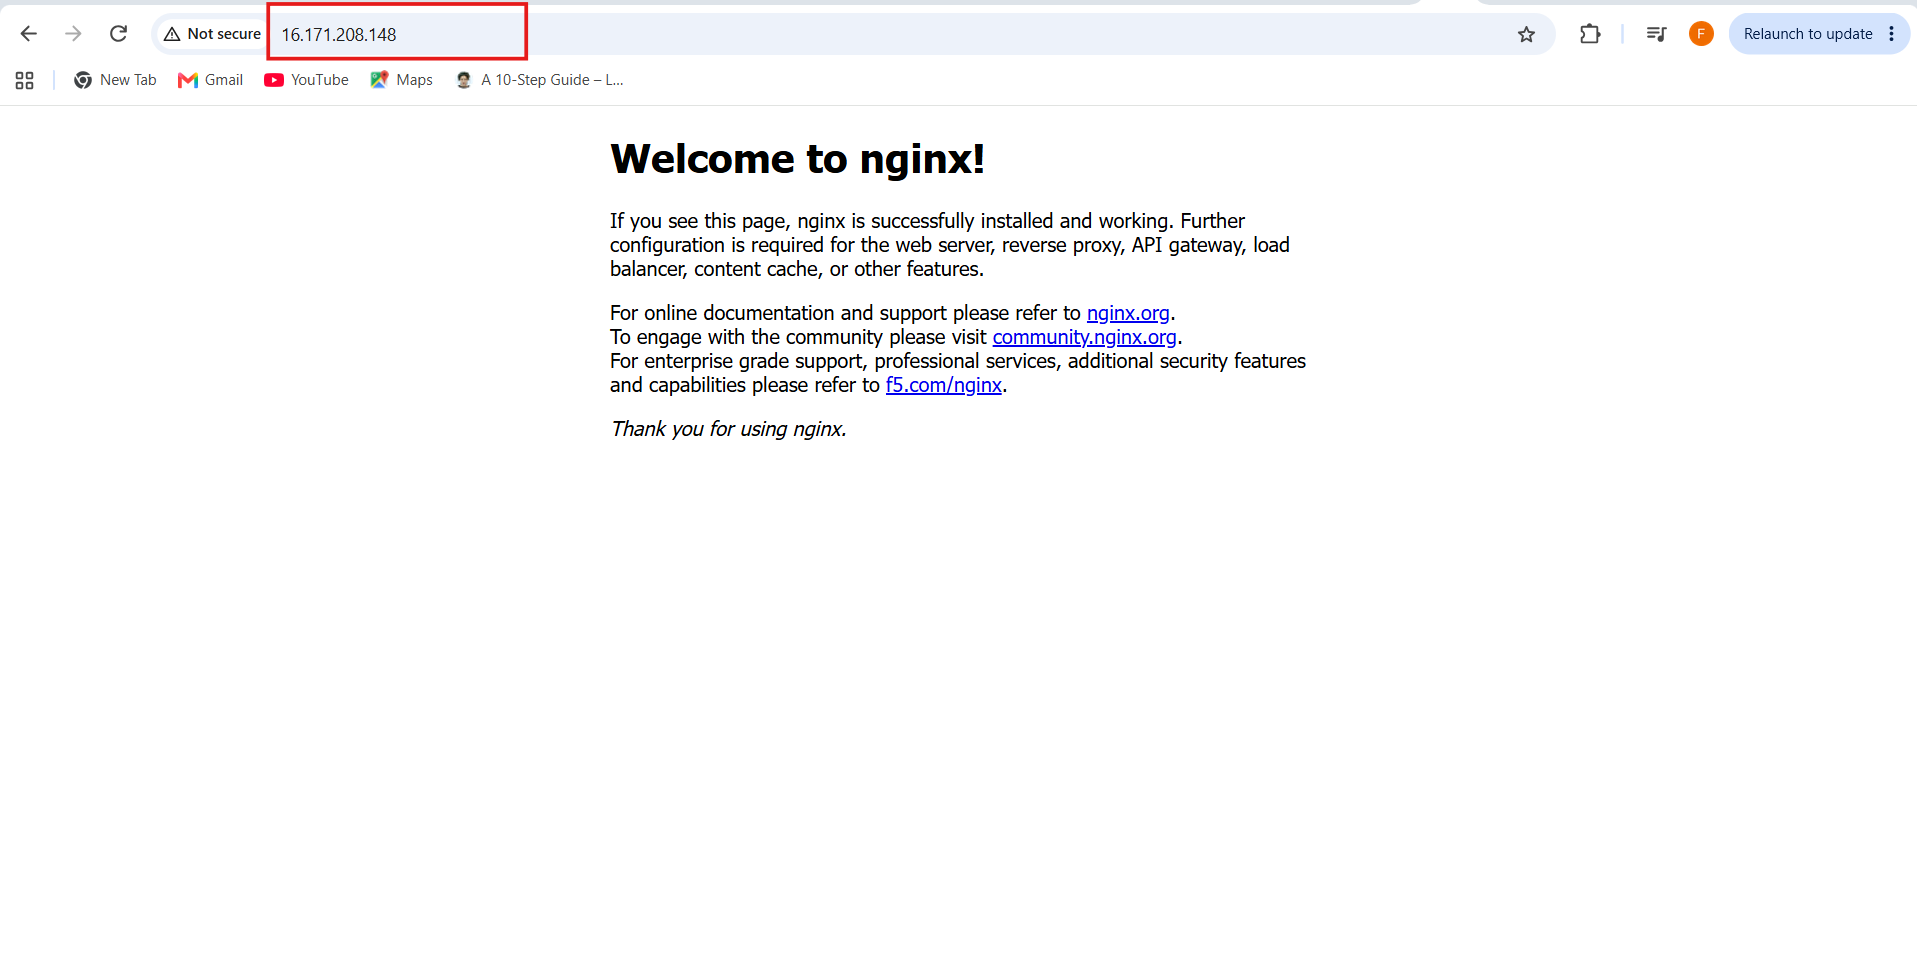 Not secure
16.171.208.148
F
Relaunch to update
New Tab
Gmail
YouTube
Maps
A 10-Step Guide – L...
Welcome to nginx!
If you see this page, nginx is successfully installed and working. Further
configuration is required for the web server, reverse proxy, API gateway, load
balancer, content cache, or other features.
For online documentation and support please refer to nginx.org.
To engage with the community please visit community.nginx.org.
For enterprise grade support, professional services, additional security features
and capabilities please refer to f5.com/nginx.
Thank you for using nginx.